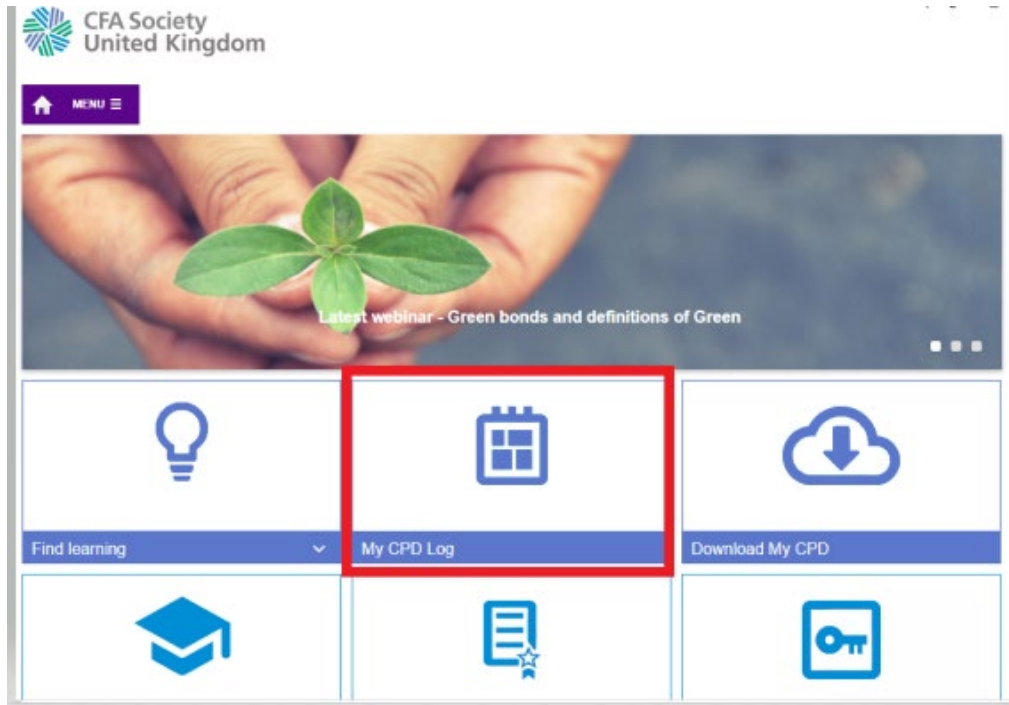 CFA Society
United Kingdom
MENU
Latest webinar - Green bonds and definitions of Green
Find learning
My CPD Log
Download My CPD